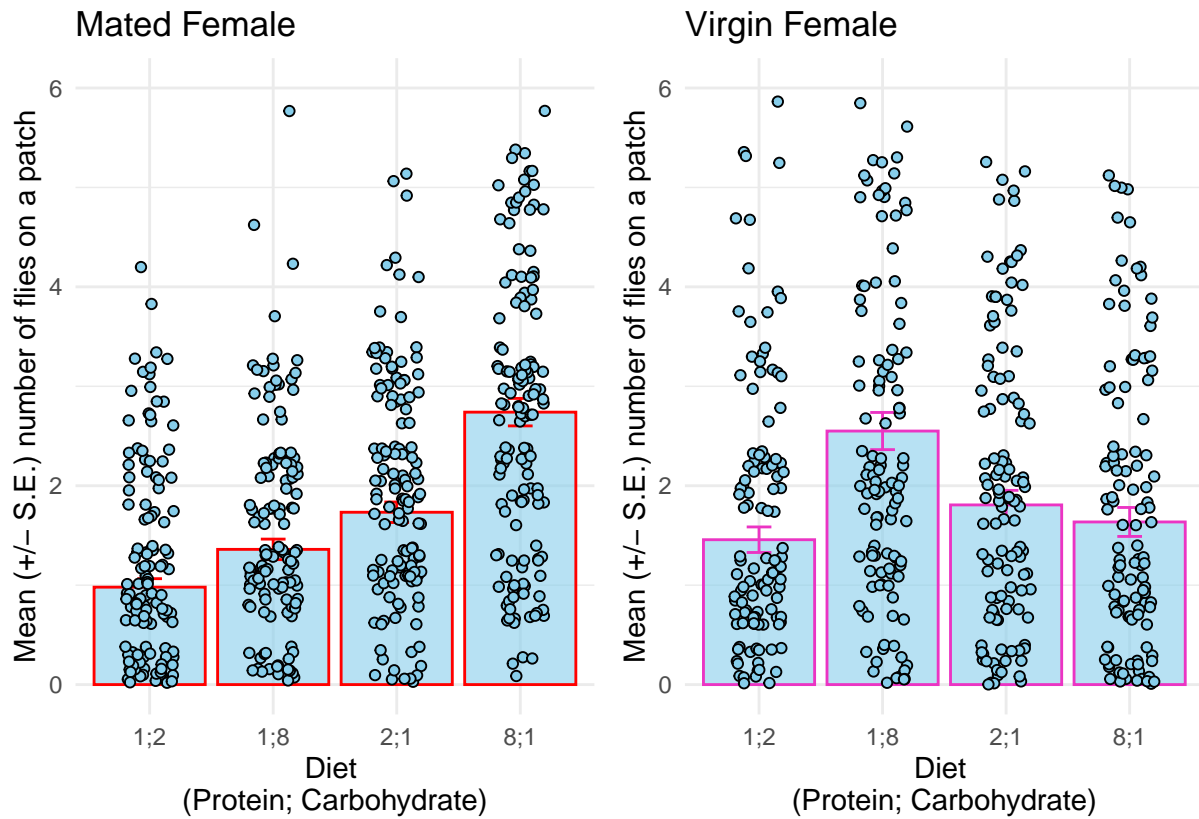 Mated Female
Mean (+/− S.E.) number of flies on a patch
6
4
2
0
1;2 1;8 2;1 8;1
Diet
(Protein; Carbohydrate)
Virgin Female
Mean (+/− S.E.) number of flies on a patch
6
4
2
0
1;2 1;8 2;1 8;1
Diet
(Protein; Carbohydrate)